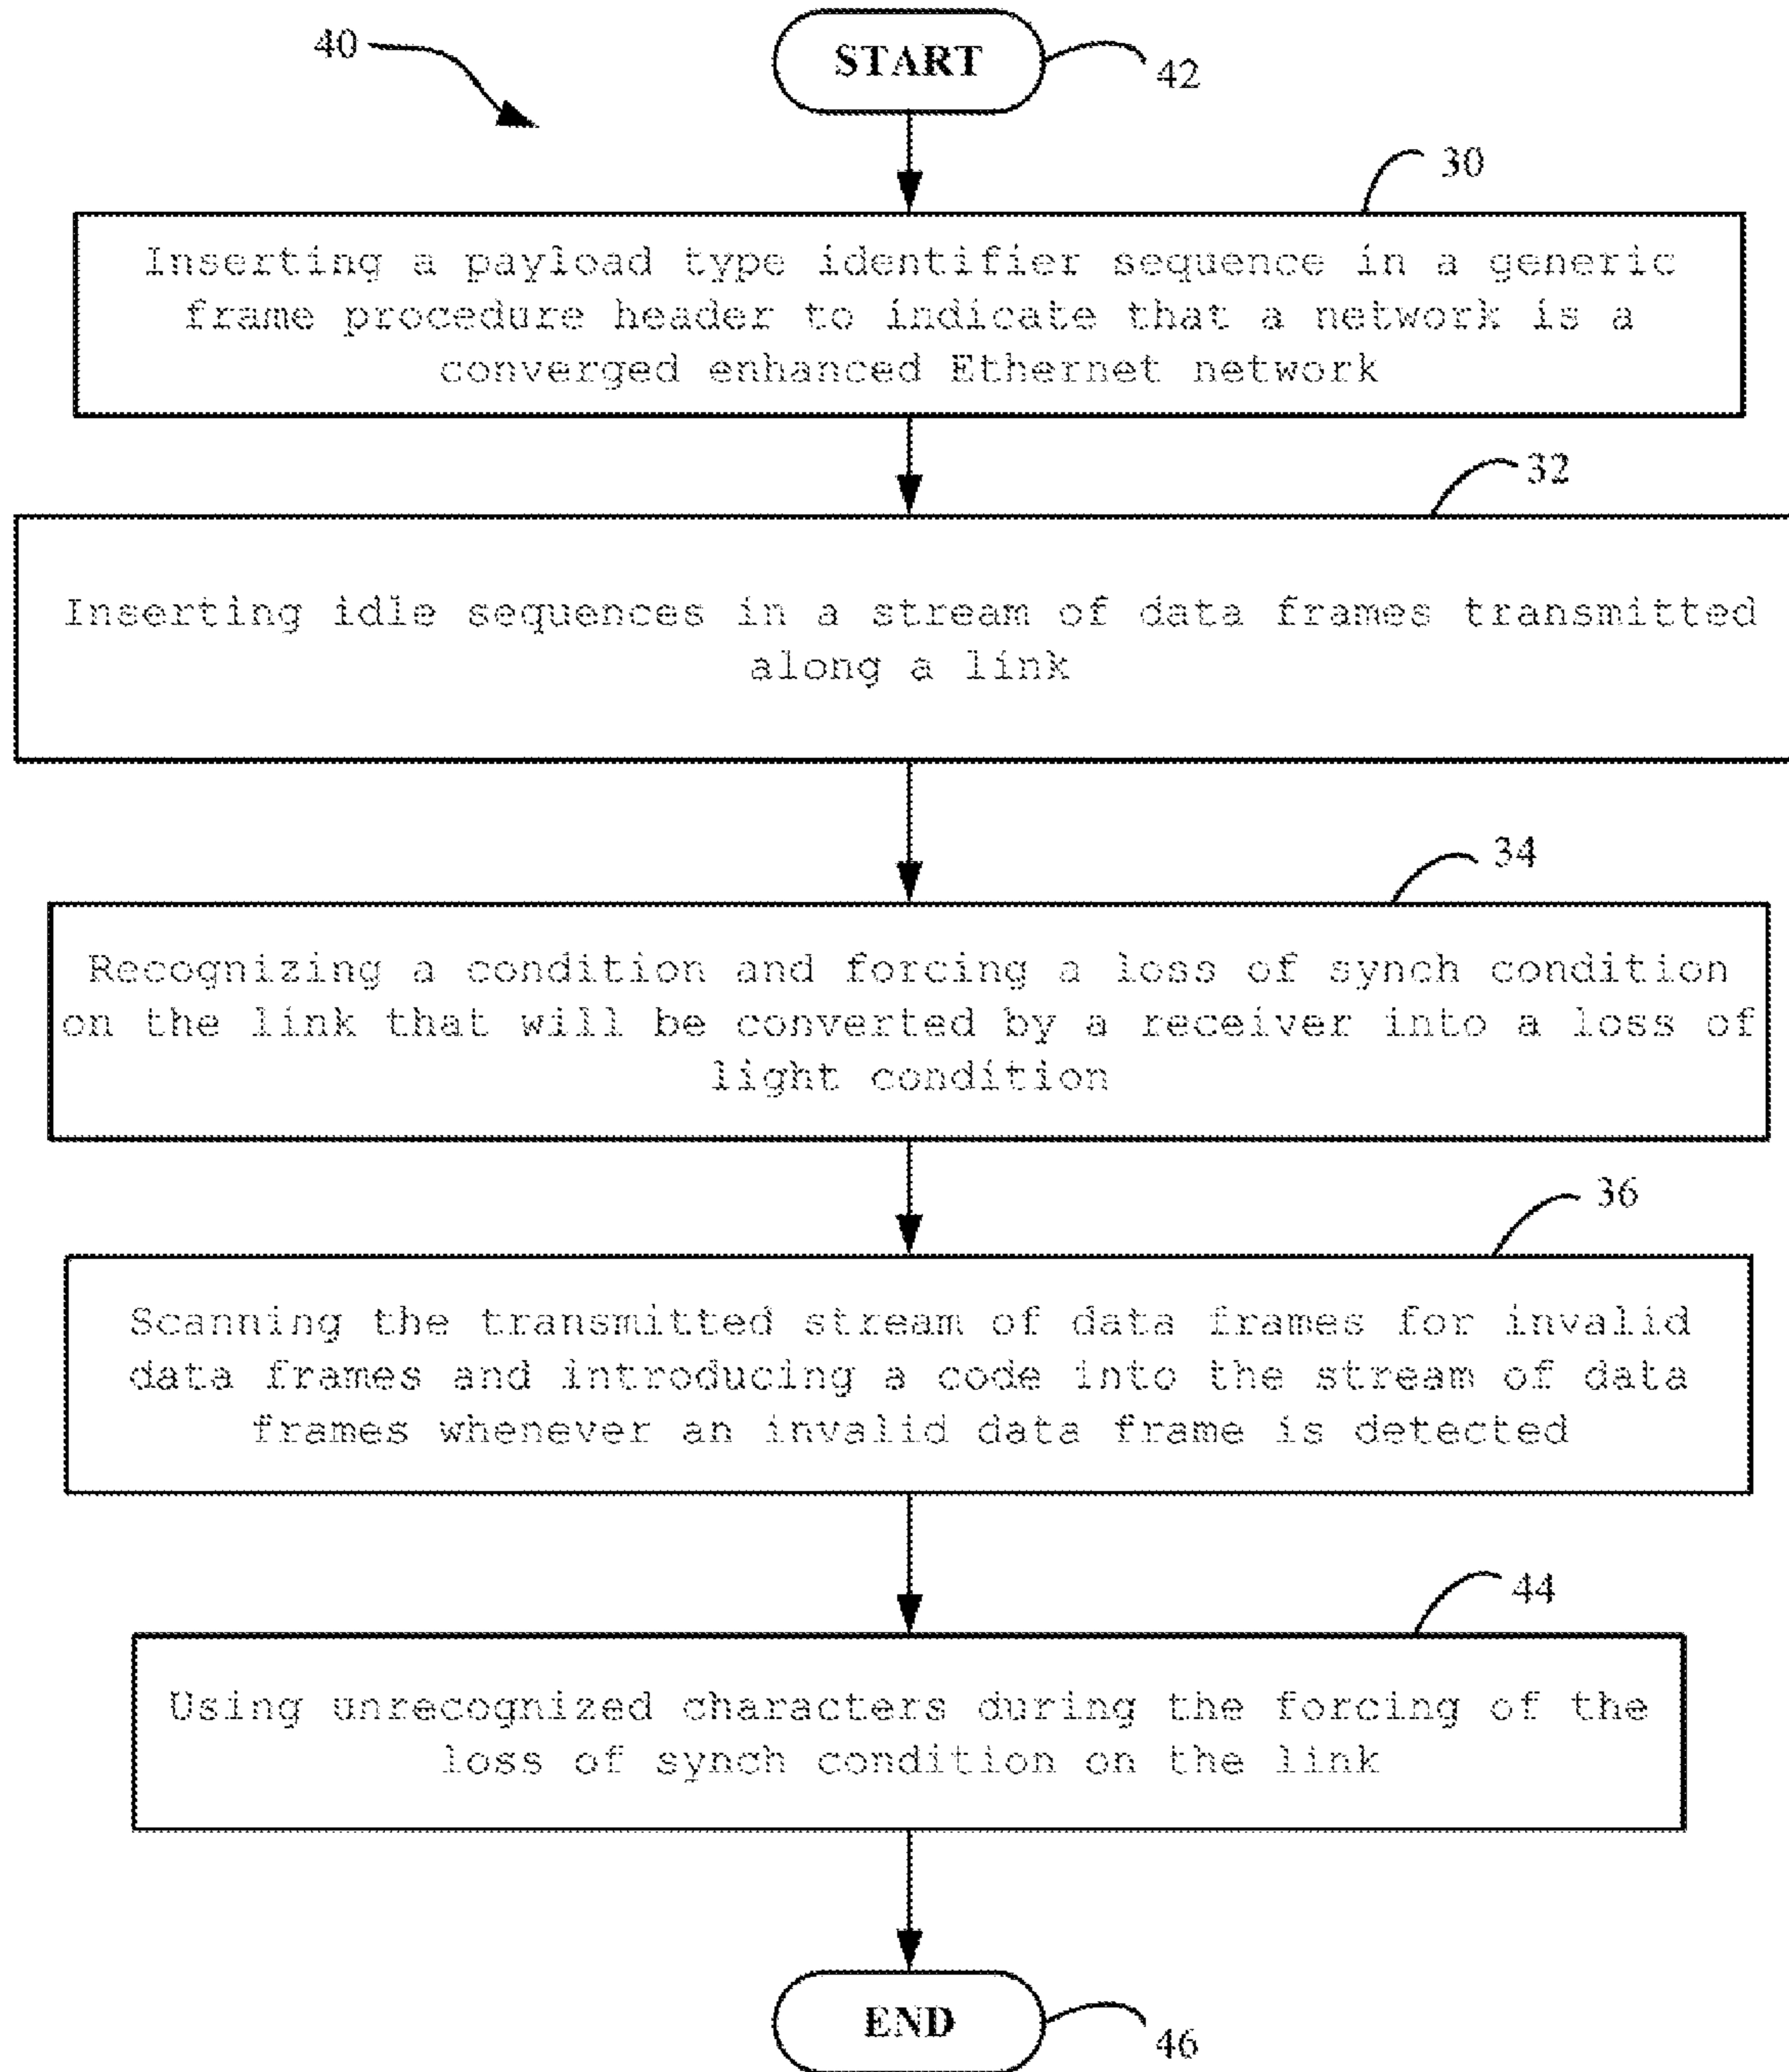 40
START
42
30
Inserting a payload type identifier sequence in a generic
frame procedure header to indicate that a network is a
converged enhanced Ethernet network
32
Inserting idle sequences in a stream of data frames transmitted
along a link
34
Recognizing a condition and forcing a loss of synch condition
on the link that will be converted by a receiver into a loss of
light condition
36
Scanning the transmitted stream of data frames for invalid
data frames and introducing a code into the stream of data
frames whenever an invalid data frame is detected
44
Using unrecognized characters during the forcing of the
loss of synch condition on the link
END
46